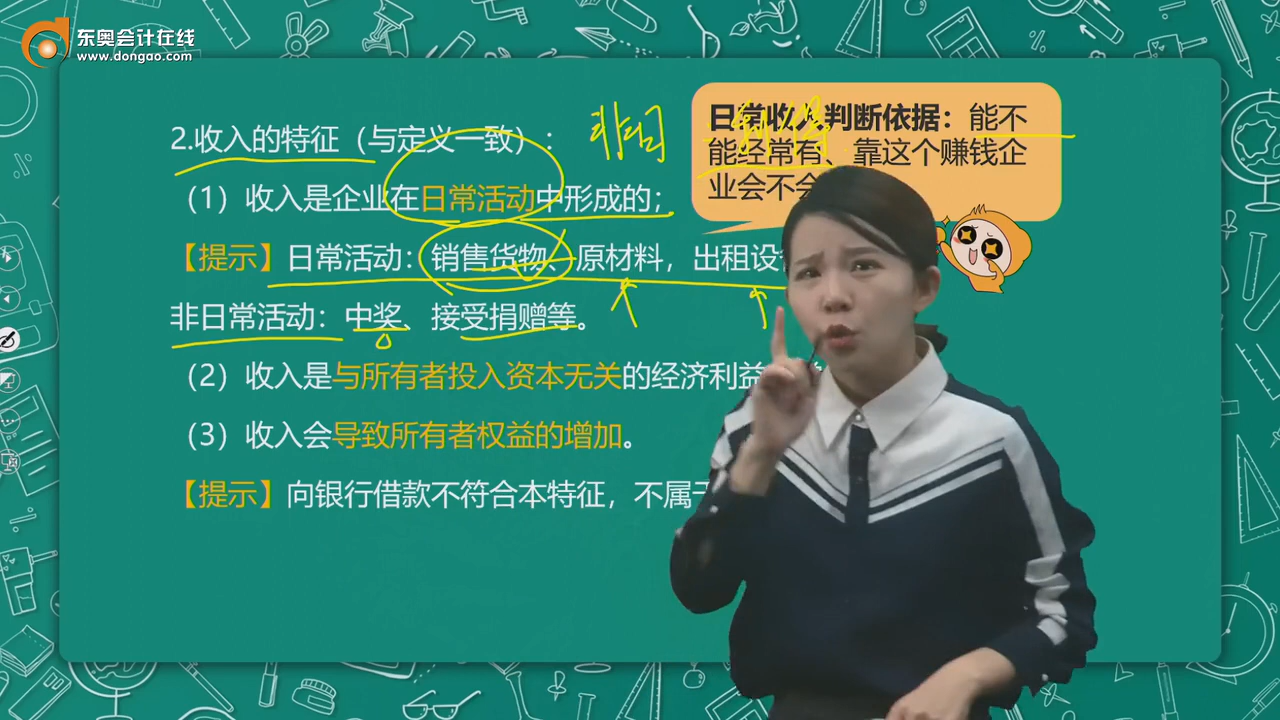 东奥会计在线
www.dongao.com
2.收入的特征（与定义一致）：
非日
日常收入判断依据：能不
能经常有、靠这个赚钱企
业会不会
（1）收入是企业在日常活动中形成的；
【提示】日常活动：销售货物、原材料，出租设备
非日常活动：中奖、接受捐赠等。
（2）收入是与所有者投入资本无关的经济利益
（3）收入会导致所有者权益的增加。
【提示】向银行借款不符合本特征，不属于